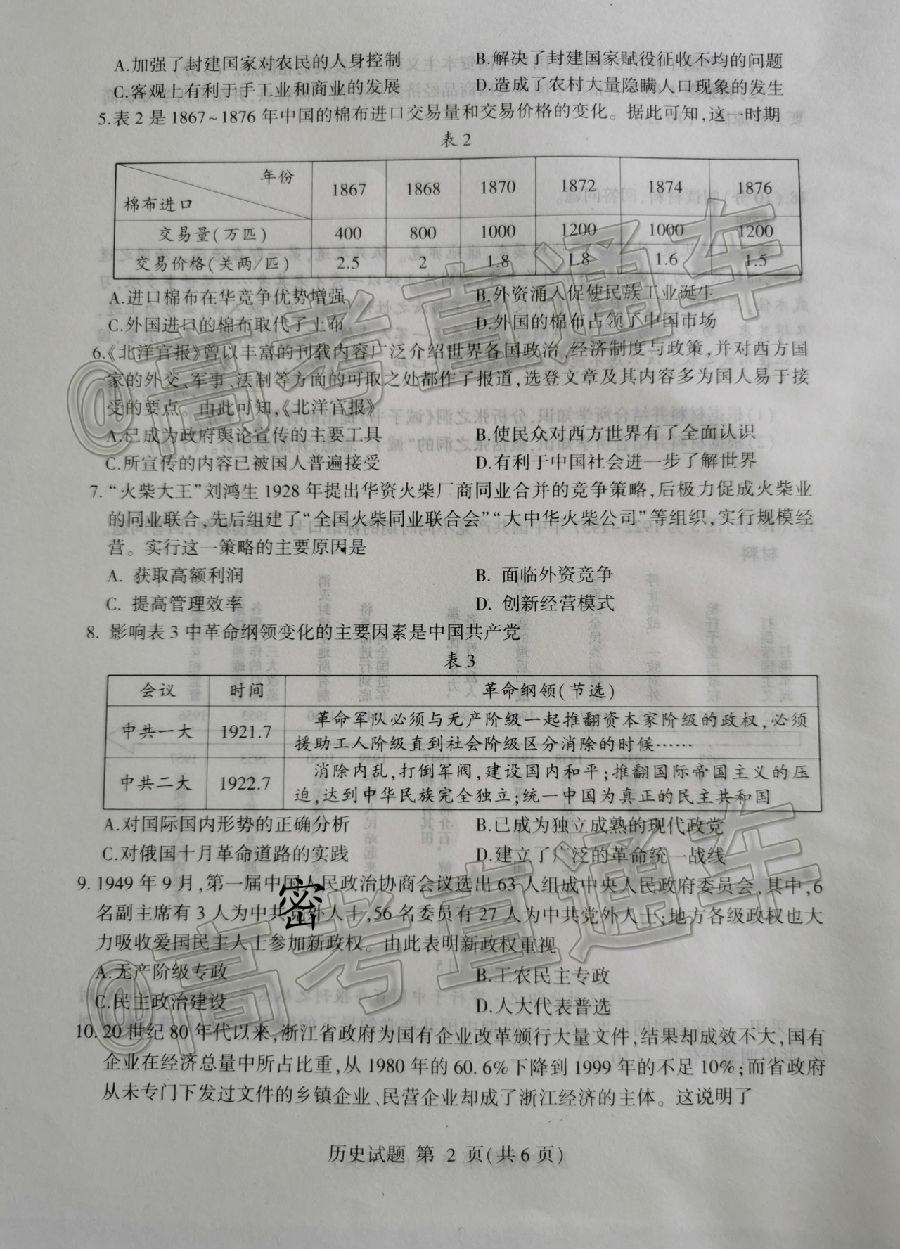 A.加强了封建国家对农民的人身控制 B.解决了封建国家赋役征收不均的问题
C.客观上有利于手工业和商业的发展 D.造成了农村大量隐瞒人口现象的发生
5.表2是1867~1876年中国的棉布进口交易量和交易价格的变化。据此可知,这一时期
表2
年份 棉布进口 1867 1868 1870 1872 1874 1876
交易量(万匹) 400 800 1000 1200 1000 1200
交易价格(关两/匹) 2.5 2 1.8 1.8 1.6 1.5
A.进口棉布在华竞争优势增强 B.外资涌入促使民族工业诞生
C.外国进口的棉布取代了土布 D.外国的棉布占领了中国市场
6.《北洋官报》曾以丰富的刊载内容广泛介绍世界各国政治、经济制度与政策,并对西方国
家的外交、军事、法制等方面的可取之处都作了报道,选登文章及其内容多为国人易于接
受的要点。由此可知,《北洋官报》
A.已成为政府舆论宣传的主要工具 B.使民众对西方世界有了全面认识
C.所宣传的内容已被国人普遍接受 D.有利于中国社会进一步了解世界
7.“火柴大王”刘鸿生1928年提出华资火柴厂商同业合并的竞争策略,后极力促成火柴业
的同业联合,先后组建了“全国火柴同业联合会”“大中华火柴公司”等组织,实行规模经
营。实行这一策略的主要原因是
A. 获取高额利润 B. 面临外资竞争
C. 提高管理效率 D. 创新经营模式
8. 影响表3中革命纲领变化的主要因素是中国共产党
表3
会议 时间 革命纲领(节选)
中共一大 1921.7 革命军队必须与无产阶级一起推翻资本家阶级的政权,必须
援助工人阶级直到社会阶级区分消除的时候……
中共二大 1922.7 消除内乱,打倒军阀,建设国内和平;推翻国际帝国主义的压
迫,达到中华民族完全独立;统一中国为真正的民主共和国
A.对国际国内形势的正确分析 B.已成为独立成熟的现代政党
C.对俄国十月革命道路的实践 D.建立了广泛的革命统一战线
9.1949年9月,第一届中国人民政治协商会议选出63人组成中央人民政府委员会,其中,6
名副主席有3人为中共党外人士,56名委员有27人为中共党外人士;地方各级政权也大
力吸收爱国民主人士参加新政权。由此表明新政权重视
A.无产阶级专政 B.工农民主专政
C.民主政治建设 D.人大代表普选
10.20世纪80年代以来,浙江省政府为国有企业改革颁行大量文件,结果却成效不大,国有
企业在经济总量中所占比重,从1980年的60.6%下降到1999年的不足10%;而省政府
从未专门下发过文件的乡镇企业、民营企业却成了浙江经济的主体。这说明了
历史试题 第 2 页(共6页)
密
@高考直通车
@高考直通车